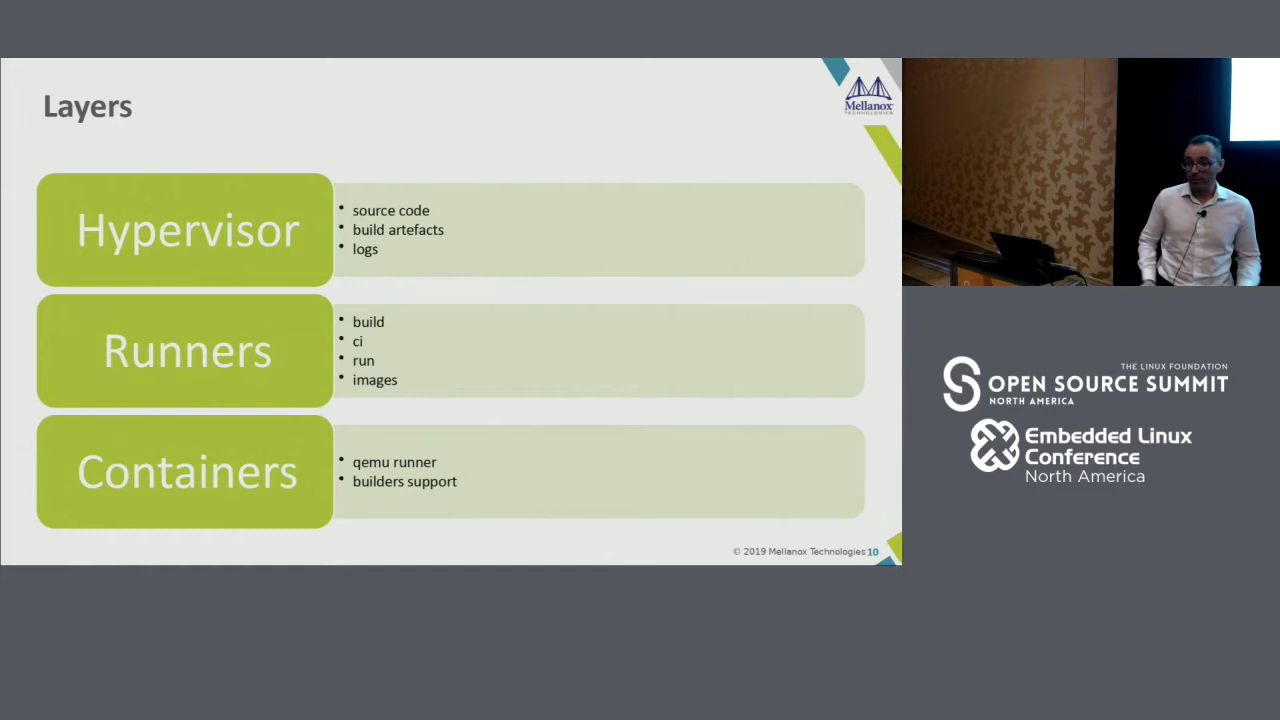 Layers
Mellanox
TECHNOLOGIES
Hypervisor
• source code
• build artefacts
• logs
Runners
• build
• ci
• run
• images
Containers
• qemu runner
• builders support
© 2019 Mellanox Technologies 10
THE LINUX FOUNDATION
OPEN SOURCE SUMMIT
NORTH AMERICA
Embedded Linux
Conference
North America